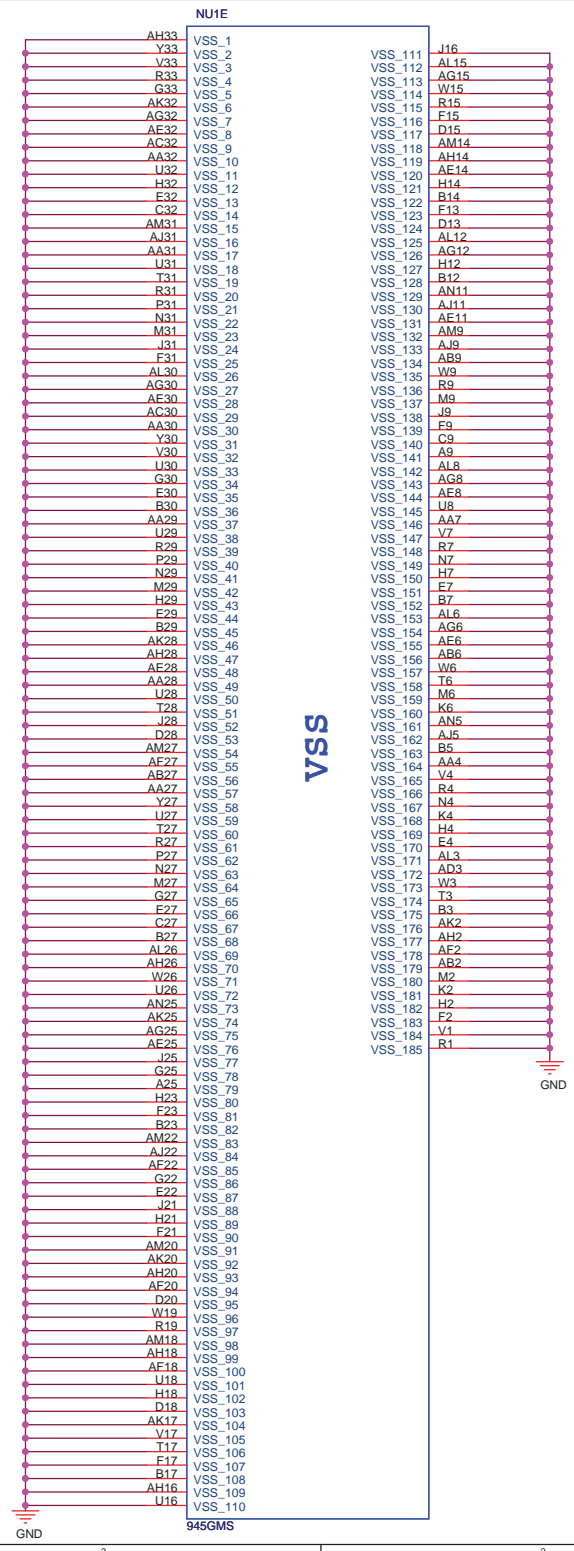 NU1E
AH33 VSS_1
Y33 VSS_2
V33 VSS_3
R33 VSS_4
G33 VSS_5
AK32 VSS_6
AG32 VSS_7
AE32 VSS_8
AC32 VSS_9
AA32 VSS_10
U32 VSS_11
H32 VSS_12
E32 VSS_13
C32 VSS_14
AM31 VSS_15
AJ31 VSS_16
AA31 VSS_17
U31 VSS_18
T31 VSS_19
R31 VSS_20
P31 VSS_21
N31 VSS_22
M31 VSS_23
J31 VSS_24
F31 VSS_25
AL30 VSS_26
AG30 VSS_27
AE30 VSS_28
AC30 VSS_29
AA30 VSS_30
Y30 VSS_31
V30 VSS_32
U30 VSS_33
G30 VSS_34
E30 VSS_35
B30 VSS_36
AA29 VSS_37
U29 VSS_38
R29 VSS_39
P29 VSS_40
N29 VSS_41
M29 VSS_42
H29 VSS_43
E29 VSS_44
B29 VSS_45
AK28 VSS_46
AH28 VSS_47
AE28 VSS_48
AA28 VSS_49
U28 VSS_50
T28 VSS_51
J28 VSS_52
D28 VSS_53
AM27 VSS_54
AF27 VSS_55
AB27 VSS_56
AA27 VSS_57
Y27 VSS_58
U27 VSS_59
T27 VSS_60
R27 VSS_61
P27 VSS_62
N27 VSS_63
M27 VSS_64
G27 VSS_65
E27 VSS_66
C27 VSS_67
B27 VSS_68
AL26 VSS_69
AH26 VSS_70
W26 VSS_71
U26 VSS_72
AN25 VSS_73
AK25 VSS_74
AG25 VSS_75
AE25 VSS_76
J25 VSS_77
G25 VSS_78
A25 VSS_79
H23 VSS_80
F23 VSS_81
B23 VSS_82
AM22 VSS_83
AJ22 VSS_84
AF22 VSS_85
G22 VSS_86
E22 VSS_87
J21 VSS_88
H21 VSS_89
F21 VSS_90
AM20 VSS_91
AK20 VSS_92
AH20 VSS_93
AF20 VSS_94
D20 VSS_95
W19 VSS_96
R19 VSS_97
AM18 VSS_98
AH18 VSS_99
AF18 VSS_100
U18 VSS_101
H18 VSS_102
D18 VSS_103
AK17 VSS_104
V17 VSS_105
T17 VSS_106
F17 VSS_107
B17 VSS_108
AH16 VSS_109
U16 VSS_110
GND
945GMS
VSS
VSS_111 J16
VSS_112 AL15
VSS_113 AG15
VSS_114 W15
VSS_115 R15
VSS_116 F15
VSS_117 D15
VSS_118 AM14
VSS_119 AH14
VSS_120 AE14
VSS_121 H14
VSS_122 B14
VSS_123 F13
VSS_124 D13
VSS_125 AL12
VSS_126 AG12
VSS_127 H12
VSS_128 B12
VSS_129 AN11
VSS_130 AJ11
VSS_131 AE11
VSS_132 AM9
VSS_133 AJ9
VSS_134 AB9
VSS_135 W9
VSS_136 R9
VSS_137 M9
VSS_138 J9
VSS_139 F9
VSS_140 C9
VSS_141 A9
VSS_142 AL8
VSS_143 AG8
VSS_144 AE8
VSS_145 U8
VSS_146 AA7
VSS_147 V7
VSS_148 R7
VSS_149 N7
VSS_150 H7
VSS_151 E7
VSS_152 B7
VSS_153 AL6
VSS_154 AG6
VSS_155 AE6
VSS_156 AB6
VSS_157 W6
VSS_158 T6
VSS_159 M6
VSS_160 K6
VSS_161 AN5
VSS_162 AJ5
VSS_163 B5
VSS_164 AA4
VSS_165 V4
VSS_166 R4
VSS_167 N4
VSS_168 K4
VSS_169 H4
VSS_170 E4
VSS_171 AL3
VSS_172 AD3
VSS_173 W3
VSS_174 T3
VSS_175 B3
VSS_176 AK2
VSS_177 AH2
VSS_178 AF2
VSS_179 AB2
VSS_180 M2
VSS_181 K2
VSS_182 H2
VSS_183 F2
VSS_184 V1
VSS_185 R1
GND